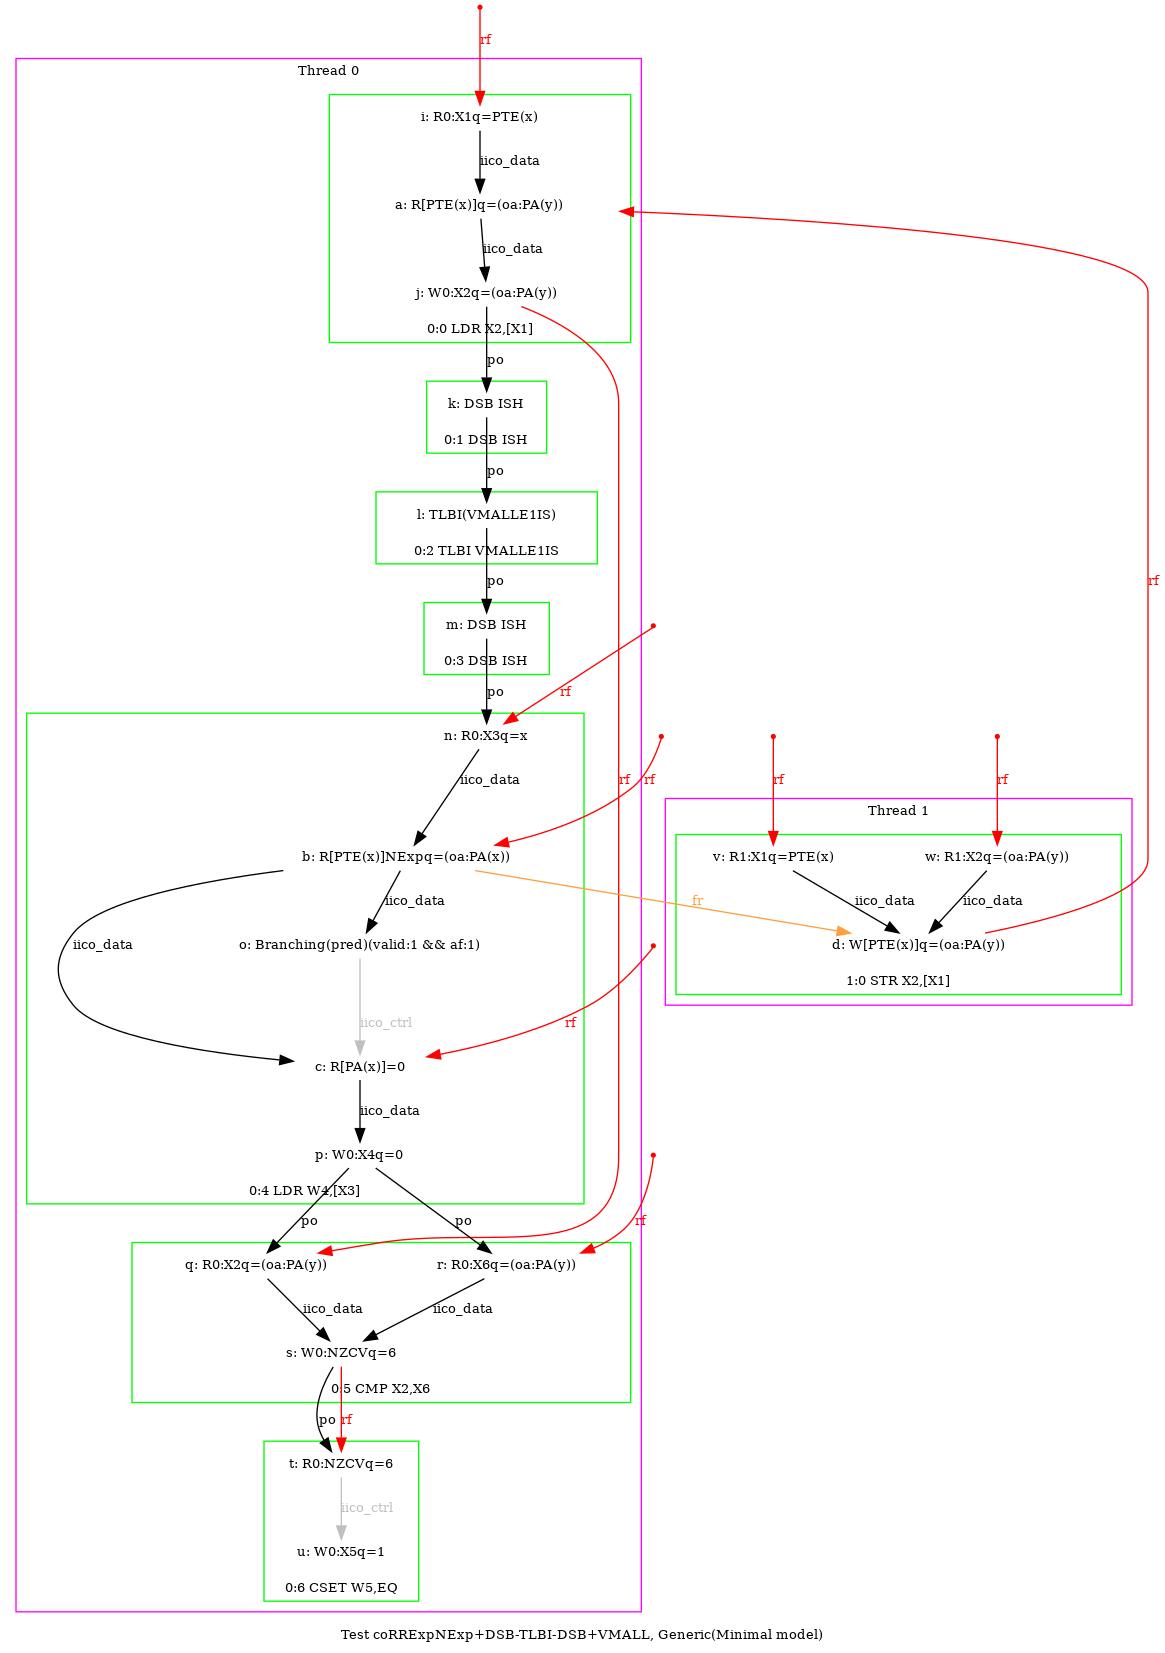 rf
Thread 0
i: R0:X1q=PTE(x)
iico_data
a: R[PTE(x)]q=(oa:PA(y))
iico_data
j: W0:X2q=(oa:PA(y))
0:0 LDR X2,[X1]
po
k: DSB ISH
0:1 DSB ISH
po
l: TLBI(VMALLE1IS)
0:2 TLBI VMALLE1IS
po
rf
m: DSB ISH
0:3 DSB ISH
po
rf
n: R0:X3q=x
iico_data
rf
rf
rf
rf
Thread 1
b: R[PTE(x)]NExpq=(oa:PA(x))
v: R1:X1q=PTE(x)
w: R1:X2q=(oa:PA(y))
iico_data
fr
iico_data
iico_data
iico_data
o: Branching(pred)(valid:1 && af:1)
d: W[PTE(x)]q=(oa:PA(y))
1:0 STR X2,[X1]
iico_ctrl
rf
c: R[PA(x)]=0
iico_data
p: W0:X4q=0
0:4 LDR W4,[X3]
po
po
rf
q: R0:X2q=(oa:PA(y))
r: R0:X6q=(oa:PA(y))
iico_data
iico_data
s: W0:NZCVq=6
0:5 CMP X2,X6
po
rf
t: R0:NZCVq=6
iico_ctrl
u: W0:X5q=1
0:6 CSET W5,EQ
Test coRRExpNExp+DSB-TLBI-DSB+VMALL, Generic(Minimal model)